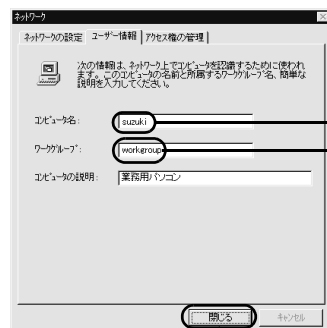 ネットワーク
ネットワークの設定 ユーザー情報 アクセス権の管理
次の情報は、ネットワーク上でコンピュータを認識するために使われ
ます。このコンピュータの名前と所属するワークグループ名、簡単な
説明を入力してください。
コンピュータ名: suzuki
ワークグループ: workgroup
コンピュータの説明: 業務用パソコン
閉じる キャンセル